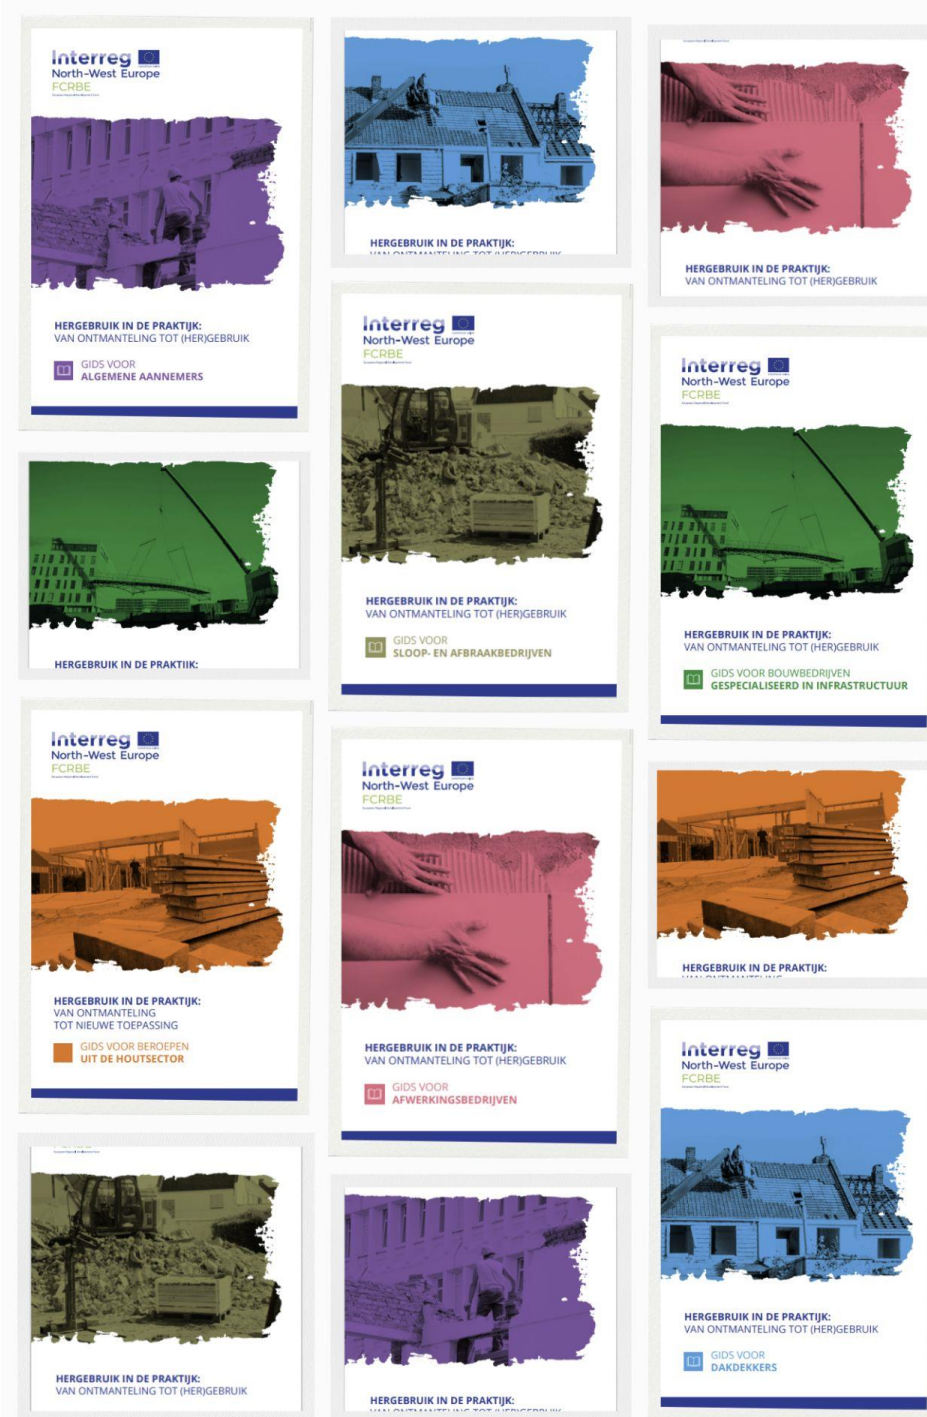 Interreg
North-West Europe
FCRBE
HERGEBRUIK IN DE PRAKTIJK:
VAN ONTMANTELING TOT (HER)GEBRUIK
GIDS VOOR
ALGEMENE AANNEMERS
HERGEBRUIK IN DE PRAKTIJK:
HERGEBRUIK IN DE PRAKTIJK:
VAN ONTMANTELING
TOT NIEUWE TOEPASSING
GIDS VOOR BEROEPEN
UIT DE HOUTSECTOR
Interreg
North-West Europe
FCRBE
HERGEBRUIK IN DE PRAKTIJK:
VAN ONTMANTELING TOT (HER)GEBRUIK
HERGEBRUIK IN DE PRAKTIJK:
VAN ONTMANTELING TOT (HER)GEBRUIK
Interreg
North-West Europe
FCRBE
HERGEBRUIK IN DE PRAKTIJK:
VAN ONTMANTELING TOT (HER)GEBRUIK
GIDS VOOR
SLOOP- EN AFBRAAKBEDRIJVEN
Interreg
North-West Europe
FCRBE
HERGEBRUIK IN DE PRAKTIJK:
VAN ONTMANTELING TOT (HER)GEBRUIK
GIDS VOOR
AFWERKINGSBEDRIJVEN
HERGEBRUIK IN DE PRAKTIJK:
HERGEBRUIK IN DE PRAKTIJK:
VAN ONTMANTELING TOT (HER)GEBRUIK
Interreg
North-West Europe
FCRBE
HERGEBRUIK IN DE PRAKTIJK:
VAN ONTMANTELING TOT (HER)GEBRUIK
GIDS VOOR BOUWBEDRIJVEN
GESPECIALISEERD IN INFRASTRUCTUUR
HERGEBRUIK IN DE PRAKTIJK:
Interreg
North-West Europe
FCRBE
HERGEBRUIK IN DE PRAKTIJK:
VAN ONTMANTELING TOT (HER)GEBRUIK
GIDS VOOR
DAKDEKKERS